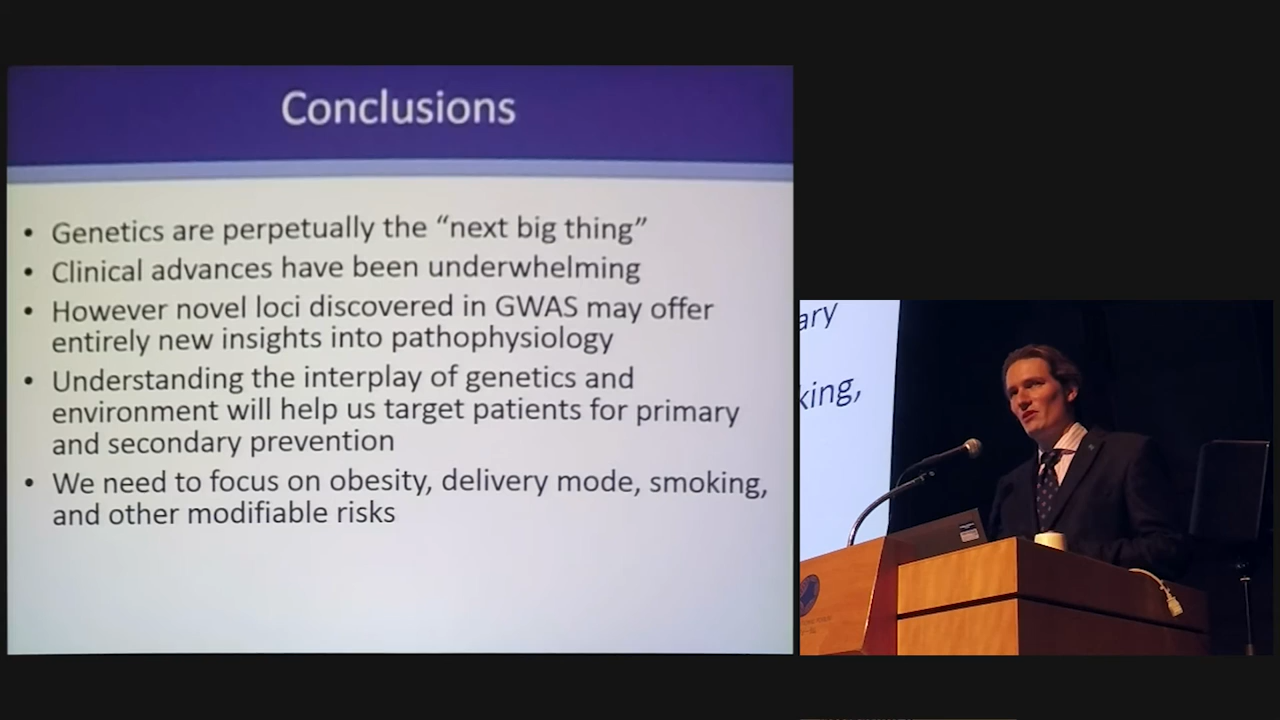 Conclusions
• Genetics are perpetually the “next big thing”
• Clinical advances have been underwhelming
• However novel loci discovered in GWAS may offer
entirely new insights into pathophysiology
• Understanding the interplay of genetics and
environment will help us target patients for primary
and secondary prevention
• We need to focus on obesity, delivery mode, smoking,
and other modifiable risks
ary
king,